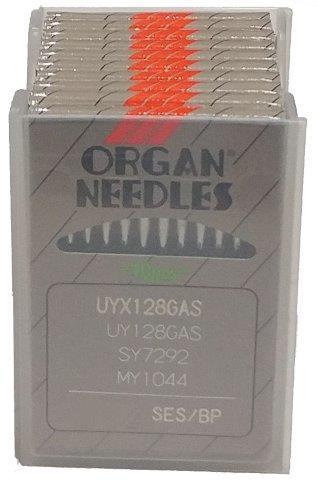 ORGAN®
NEEDLES
UYX128GAS
UY128GAS
SY7292
MY1044
SES/BP